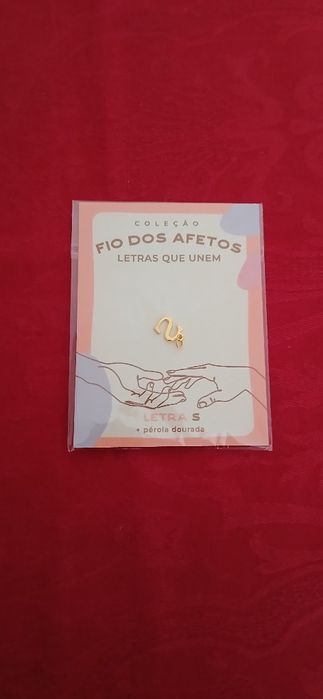 COLEÇÃO
FIO DOS AFETOS
LETRAS QUE UNEM
LETRA S
+ pérola dourada